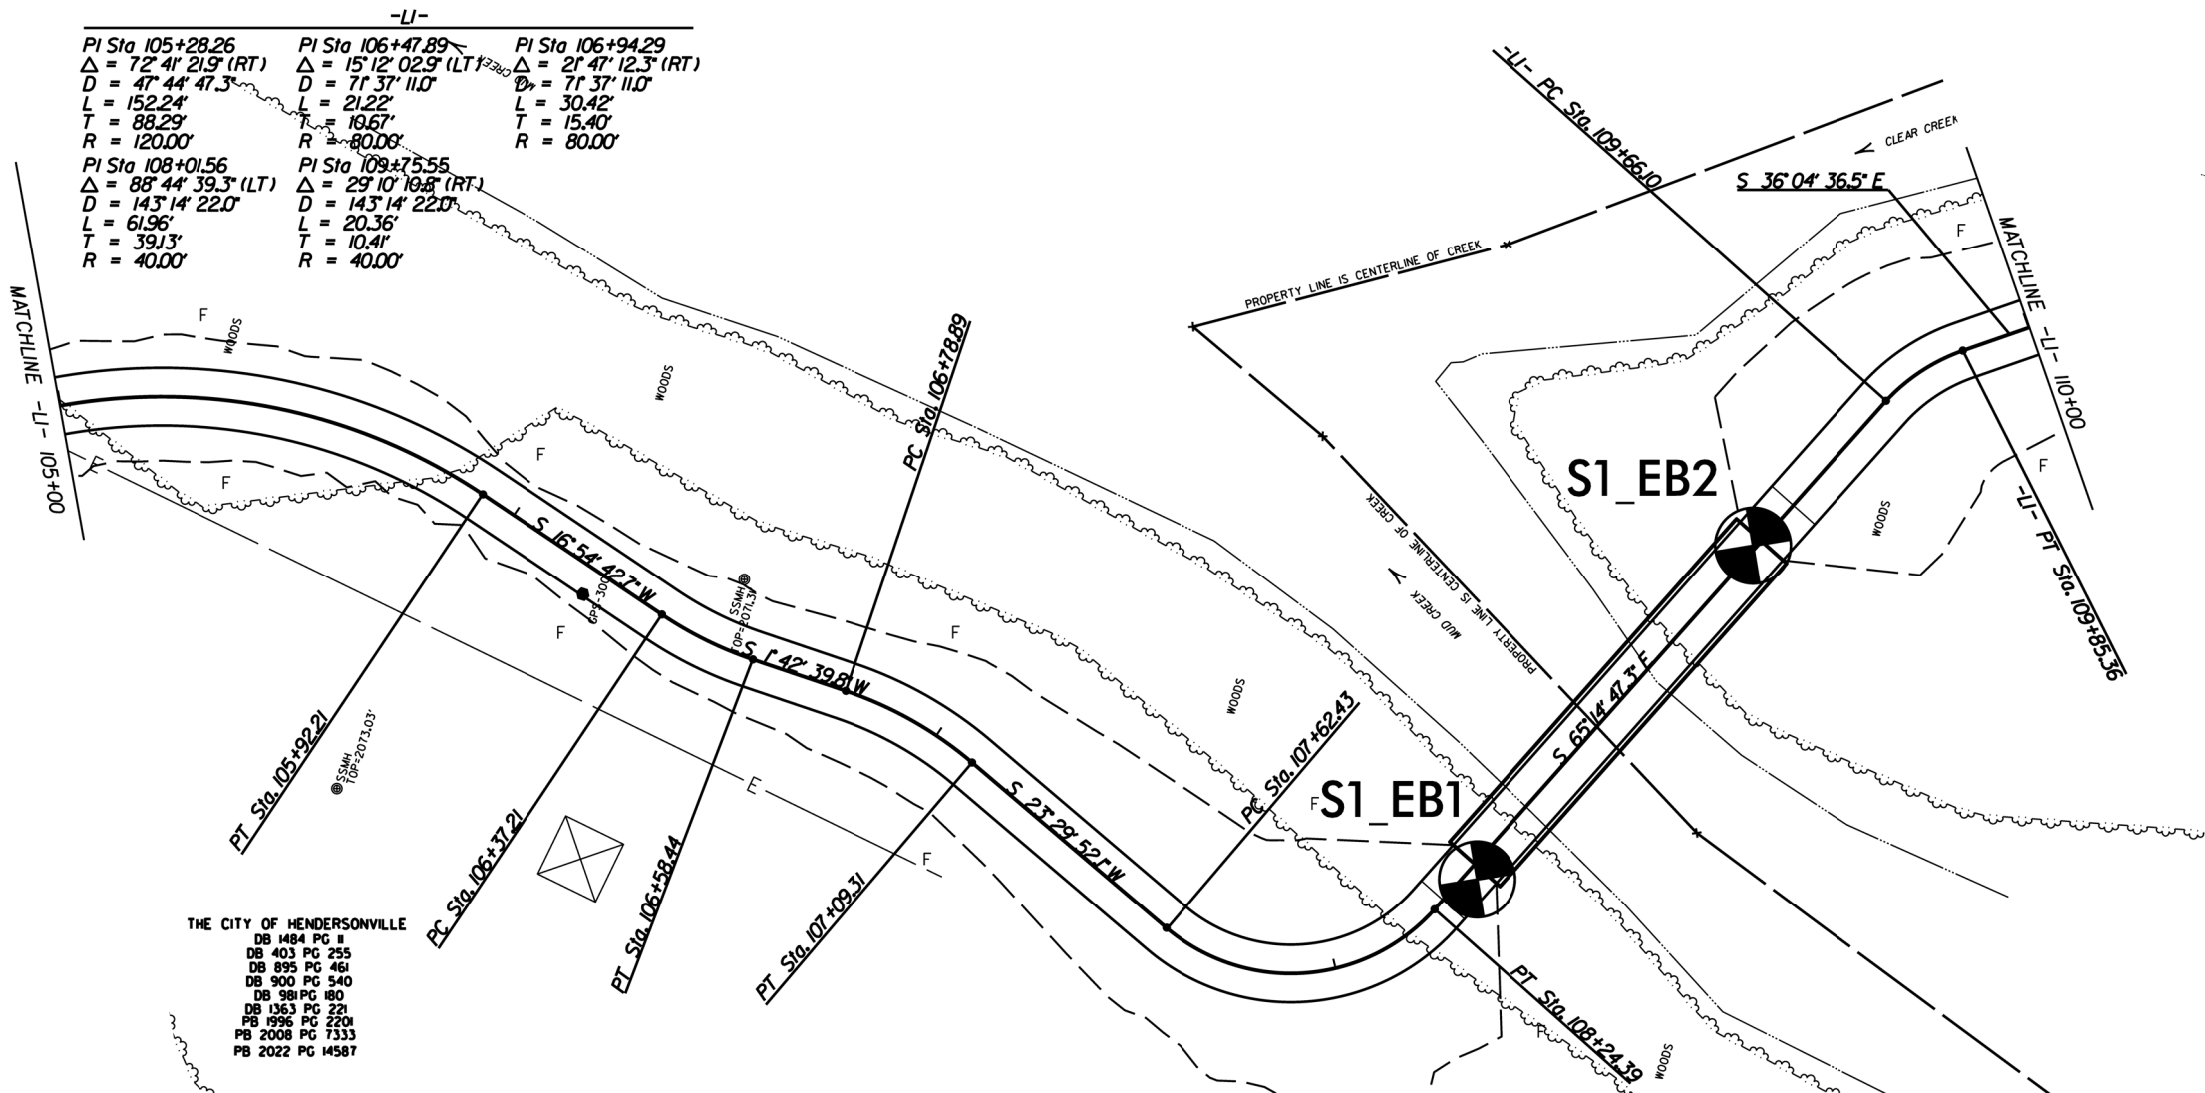 -L1-
PI Sta 105+28.26
Δ = 72° 41' 21.9" (RT)
D = 47° 44' 47.3"
L = 152.24'
T = 88.29'
R = 120.00'
PI Sta 106+47.89
Δ = 15° 12' 02.9" (LT)
D = 71° 37' 11.0"
L = 21.22'
T = 10.67'
R = 80.00'
PI Sta 106+94.29
Δ = 21° 47' 12.3" (RT)
D = 71° 37' 11.0"
L = 30.42'
T = 15.40'
R = 80.00'
PI Sta 108+01.56
Δ = 88° 44' 39.3" (LT)
D = 143° 14' 22.0"
L = 61.96'
T = 39.13'
R = 40.00'
PI Sta 109+75.55
Δ = 29° 10' 10.8" (RT)
D = 143° 14' 22.0"
L = 20.36'
T = 10.41'
R = 40.00'
MUD CREEK
-L1- PC Sta. 109+66.10
CLEAR CREEK
S 36° 04' 36.5" E
MATCHLINE -L1- 110+00
F
PROPERTY LINE IS CENTERLINE OF CREEK
MATCHLINE -L1- 105+00
F
WOODS
WOODS
PC Sta. 106+78.89
F
F
E
F
S1_EB2
WOODS
-L1- PT Sta. 109+85.36
PROPERTY LINE IS CENTERLINE OF CREEK
MUD CREEK
S 16° 54' 42.7" W
GPS-300
SSMH
TOP=2071.31'
F
F
S 1° 42' 39.8" W
WOODS
S 65° 14' 47.3" E
PC Sta. 107+62.43
SSMH
TOP=2073.03'
PT Sta. 105+92.21
E
S 23° 29' 52.1" W
F
S1_EB1
PC Sta. 106+37.21
PT Sta. 106+58.44
F
PT Sta. 107+09.31
PT Sta. 108+24.39
F
WOODS
THE CITY OF HENDERSONVILLE
DB 1484 PG 11
DB 403 PG 255
DB 895 PG 461
DB 900 PG 540
DB 981 PG 180
DB 1363 PG 221
PB 1996 PG 2201
PB 2008 PG 7333
PB 2022 PG 14587